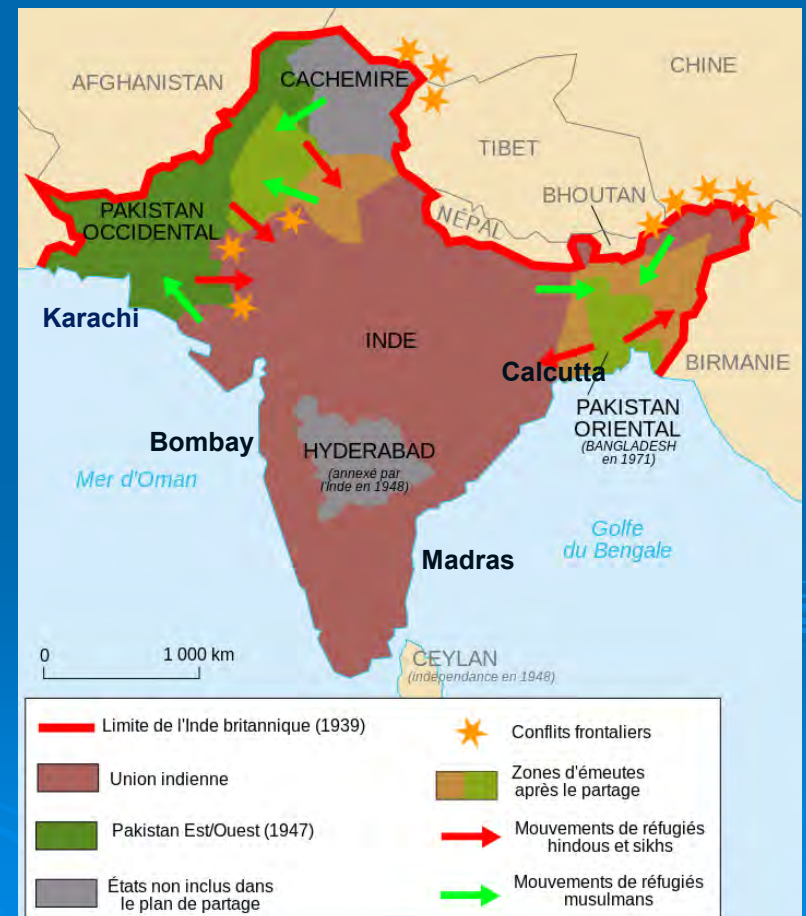 AFGHANISTAN
CACHEMIRE
CHINE
TIBET
BHOUTAN
NÉPAL
PAKISTAN
OCCIDENTAL
Karachi
INDE
Calcutta
BIRMANIE
PAKISTAN
ORIENTAL
(BANGLADESH
en 1971)
Bombay
HYDERABAD
(annexé par
l'Inde en 1948)
Mer d'Oman
Golfe
du Bengale
Madras
0
1 000 km
CEYLAN
(indépendance en 1948)
Limite de l'Inde britannique (1939)
Conflits frontaliers
Union indienne
Zones d'émeutes
après le partage
Pakistan Est/Ouest (1947)
Mouvements de réfugiés
hindous et sikhs
États non inclus dans
le plan de partage
Mouvements de réfugiés
musulmans